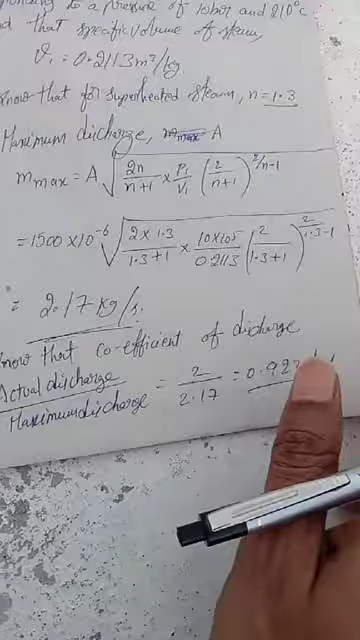 to a pressure of 10bar and 210°C
that specific volume of steam,
V₁ = 0.2113 m³/kg.
know that for superheated steam, n = 1.3
Maximum discharge, A
m max = A √ 2n/n+1 × P₁/V₁ (2/n+1)^2/n-1
= 1500 × 10⁻⁶ √ 2 × 1.3/1.3+1 × 10×10⁵/0.2113 (2/1.3+1)^2/1.3-1
= 2.17 kg/s.
know that co-efficient of discharge
Actual discharge/Maximum discharge = 2/2.17 = 0.92